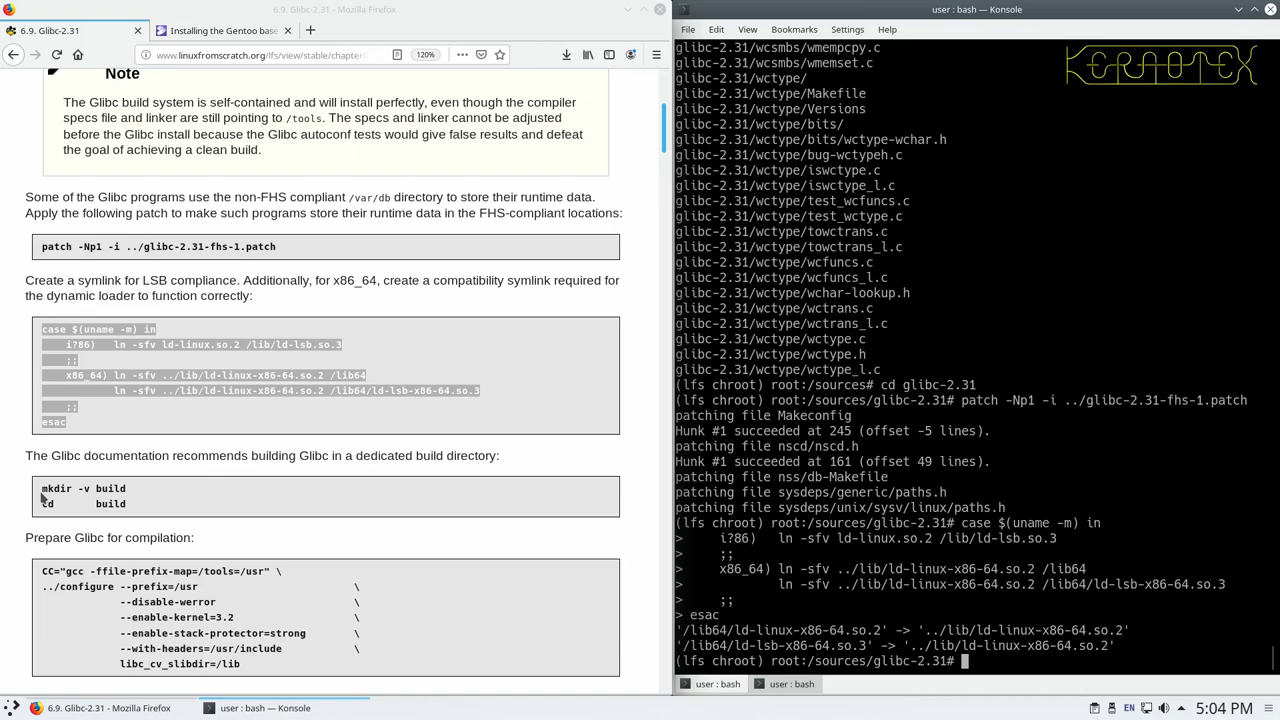 6.9. Glibc-2.31 - Mozilla Firefox
6.9. Glibc-2.31
Installing the Gentoo base
www.linuxfromscratch.org/lfs/view/stable/chapter
120%
Note
The Glibc build system is self-contained and will install perfectly, even though the compiler
specs file and linker are still pointing to /tools. The specs and linker cannot be adjusted
before the Glibc install because the Glibc autoconf tests would give false results and defeat
the goal of achieving a clean build.
Some of the Glibc programs use the non-FHS compliant /var/db directory to store their runtime data.
Apply the following patch to make such programs store their runtime data in the FHS-compliant locations:
patch -Np1 -i ../glibc-2.31-fhs-1.patch
Create a symlink for LSB compliance. Additionally, for x86_64, create a compatibility symlink required for
the dynamic loader to function correctly:
case $(uname -m) in
    i?86)   ln -sfv ld-linux.so.2 /lib/ld-lsb.so.3
    ;;
    x86_64) ln -sfv ../lib/ld-linux-x86-64.so.2 /lib64
            ln -sfv ../lib/ld-linux-x86-64.so.2 /lib64/ld-lsb-x86-64.so.3
    ;;
esac
The Glibc documentation recommends building Glibc in a dedicated build directory:
mkdir -v build
cd       build
Prepare Glibc for compilation:
CC="gcc -ffile-prefix-map=/tools=/usr" \
../configure --prefix=/usr                          \
             --disable-werror                       \
             --enable-kernel=3.2                    \
             --enable-stack-protector=strong        \
             --with-headers=/usr/include            \
             libc_cv_slibdir=/lib
user : bash — Konsole
File Edit View Bookmarks Settings Help
KERNOTEX
glibc-2.31/wcsmbs/wmempcpy.c
glibc-2.31/wcsmbs/wmemset.c
glibc-2.31/wctype/
glibc-2.31/wctype/Makefile
glibc-2.31/wctype/Versions
glibc-2.31/wctype/bits/
glibc-2.31/wctype/bits/wctype-wchar.h
glibc-2.31/wctype/bug-wctypeh.c
glibc-2.31/wctype/iswctype.c
glibc-2.31/wctype/iswctype_l.c
glibc-2.31/wctype/test_wcfuncs.c
glibc-2.31/wctype/test_wctype.c
glibc-2.31/wctype/towctrans.c
glibc-2.31/wctype/towctrans_l.c
glibc-2.31/wctype/wcfuncs.c
glibc-2.31/wctype/wcfuncs_l.c
glibc-2.31/wctype/wchar-lookup.h
glibc-2.31/wctype/wctrans.c
glibc-2.31/wctype/wctrans_l.c
glibc-2.31/wctype/wctype.c
glibc-2.31/wctype/wctype.h
glibc-2.31/wctype/wctype_l.c
(lfs chroot) root:/sources# cd glibc-2.31
(lfs chroot) root:/sources/glibc-2.31# patch -Np1 -i ../glibc-2.31-fhs-1.patch
patching file Makeconfig
Hunk #1 succeeded at 245 (offset -5 lines).
patching file nscd/nscd.h
Hunk #1 succeeded at 161 (offset 49 lines).
patching file nss/db-Makefile
patching file sysdeps/generic/paths.h
patching file sysdeps/unix/sysv/linux/paths.h
(lfs chroot) root:/sources/glibc-2.31# case $(uname -m) in
>     i?86)   ln -sfv ld-linux.so.2 /lib/ld-lsb.so.3
>     ;;
>     x86_64) ln -sfv ../lib/ld-linux-x86-64.so.2 /lib64
>             ln -sfv ../lib/ld-linux-x86-64.so.2 /lib64/ld-lsb-x86-64.so.3
>     ;;
> esac
'/lib64/ld-linux-x86-64.so.2' -> '../lib/ld-linux-x86-64.so.2'
'/lib64/ld-lsb-x86-64.so.3' -> '../lib/ld-linux-x86-64.so.2'
(lfs chroot) root:/sources/glibc-2.31#
user : bash
user : bash
6.9. Glibc-2.31 - Mozilla Firefox
user : bash — Konsole
EN
5:04 PM